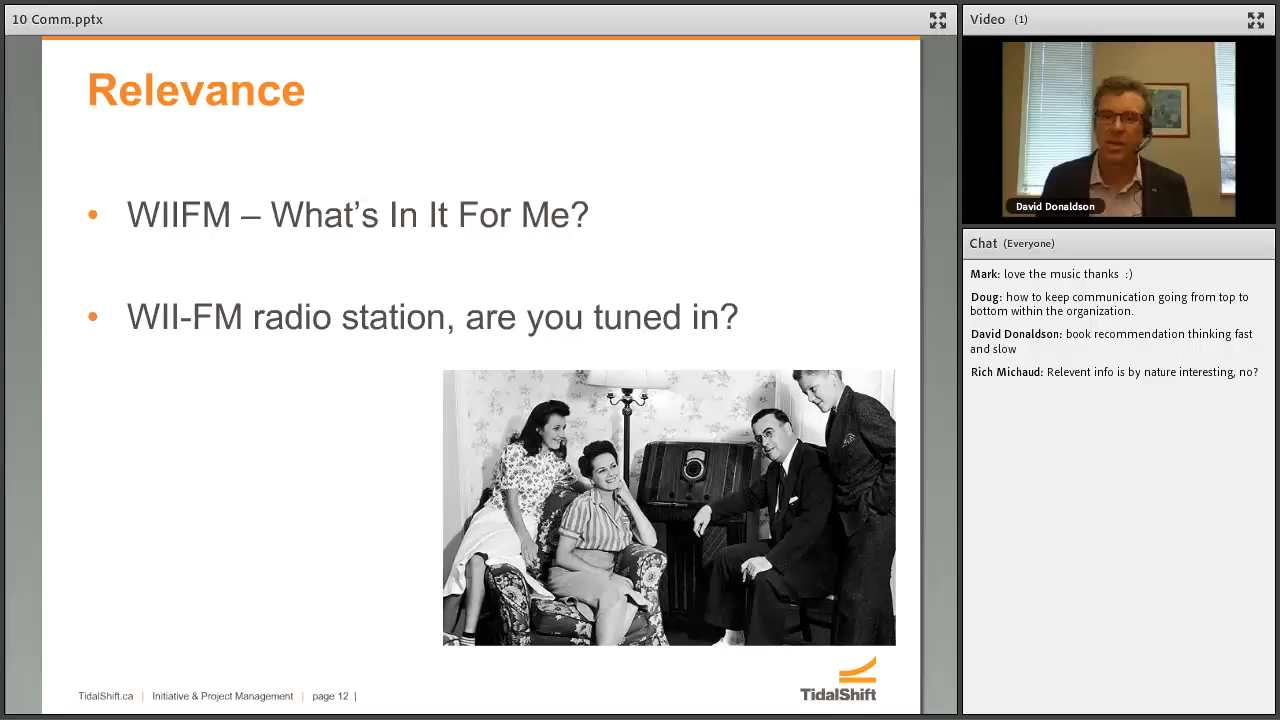 10 Comm.pptx
Relevance
• WIIFM – What's In It For Me?
• WII-FM radio station, are you tuned in?
TidalShift.ca | Initiative & Project Management | page 12 |
TidalShift
Video (1)
David Donaldson
Chat (Everyone)
Mark: love the music thanks :)
Doug: how to keep communication going from top to
bottom within the organization.
David Donaldson: book recommendation thinking fast
and slow
Rich Michaud: Relevent info is by nature interesting, no?